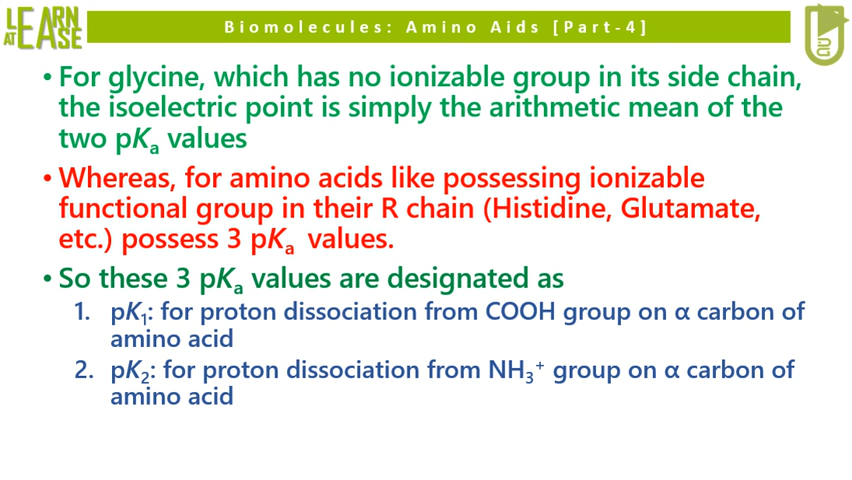 LEARN
AT EASE
Biomolecules: Amino Aids [Part-4]
• For glycine, which has no ionizable group in its side chain,
the isoelectric point is simply the arithmetic mean of the
two pKₐ values
• Whereas, for amino acids like possessing ionizable
functional group in their R chain (Histidine, Glutamate,
etc.) possess 3 pKₐ values.
• So these 3 pKₐ values are designated as
1. pK₁: for proton dissociation from COOH group on α carbon of
amino acid
2. pK₂: for proton dissociation from NH₃⁺ group on α carbon of
amino acid